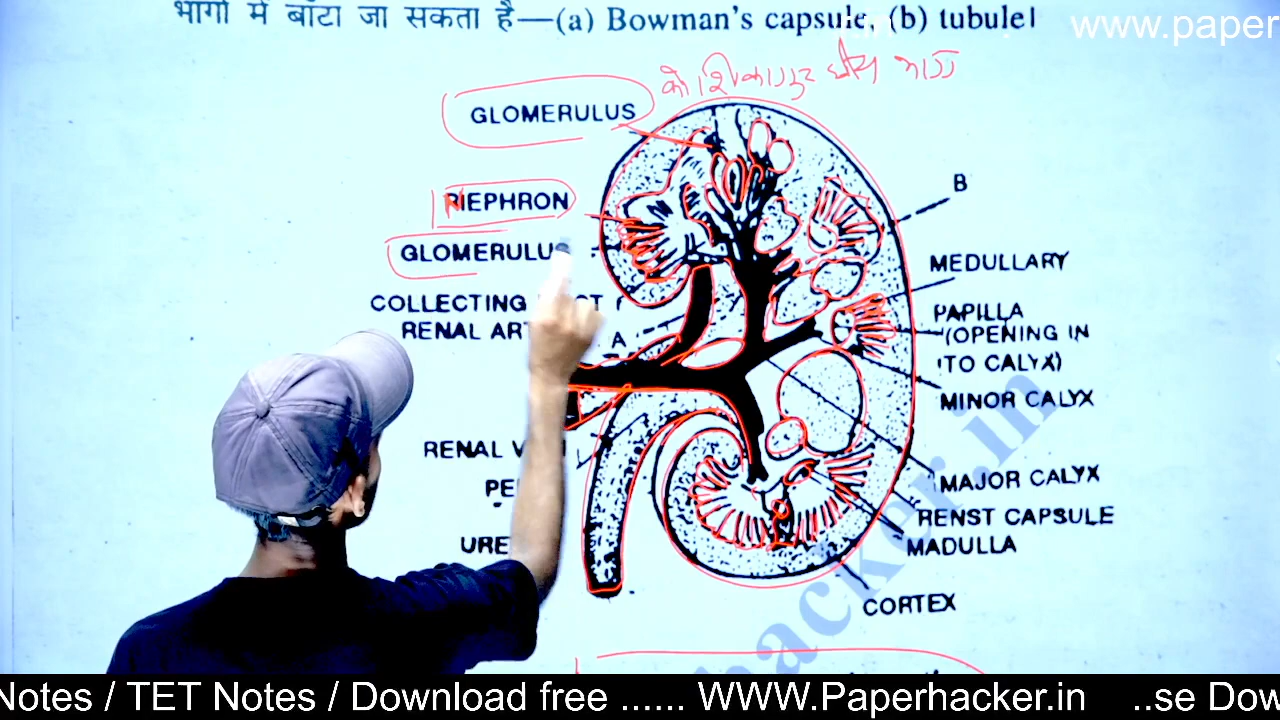 भागों में बाँटा जा सकता है—(a) Bowman's capsule, (b) tubule।
www.paper
GLOMERULUS
NEPHRON
B
GLOMERULUS
MEDULLARY
COLLECTING
RENAL ART
A
PAPILLA
(OPENING IN
TO CALYX)
MINOR CALYX
RENAL V
MAJOR CALYX
PE
RENST CAPSULE
URE
MADULLA
CORTEX
hacker.in
Notes / TET Notes / Download free ...... WWW.Paperhacker.in ..se Dow